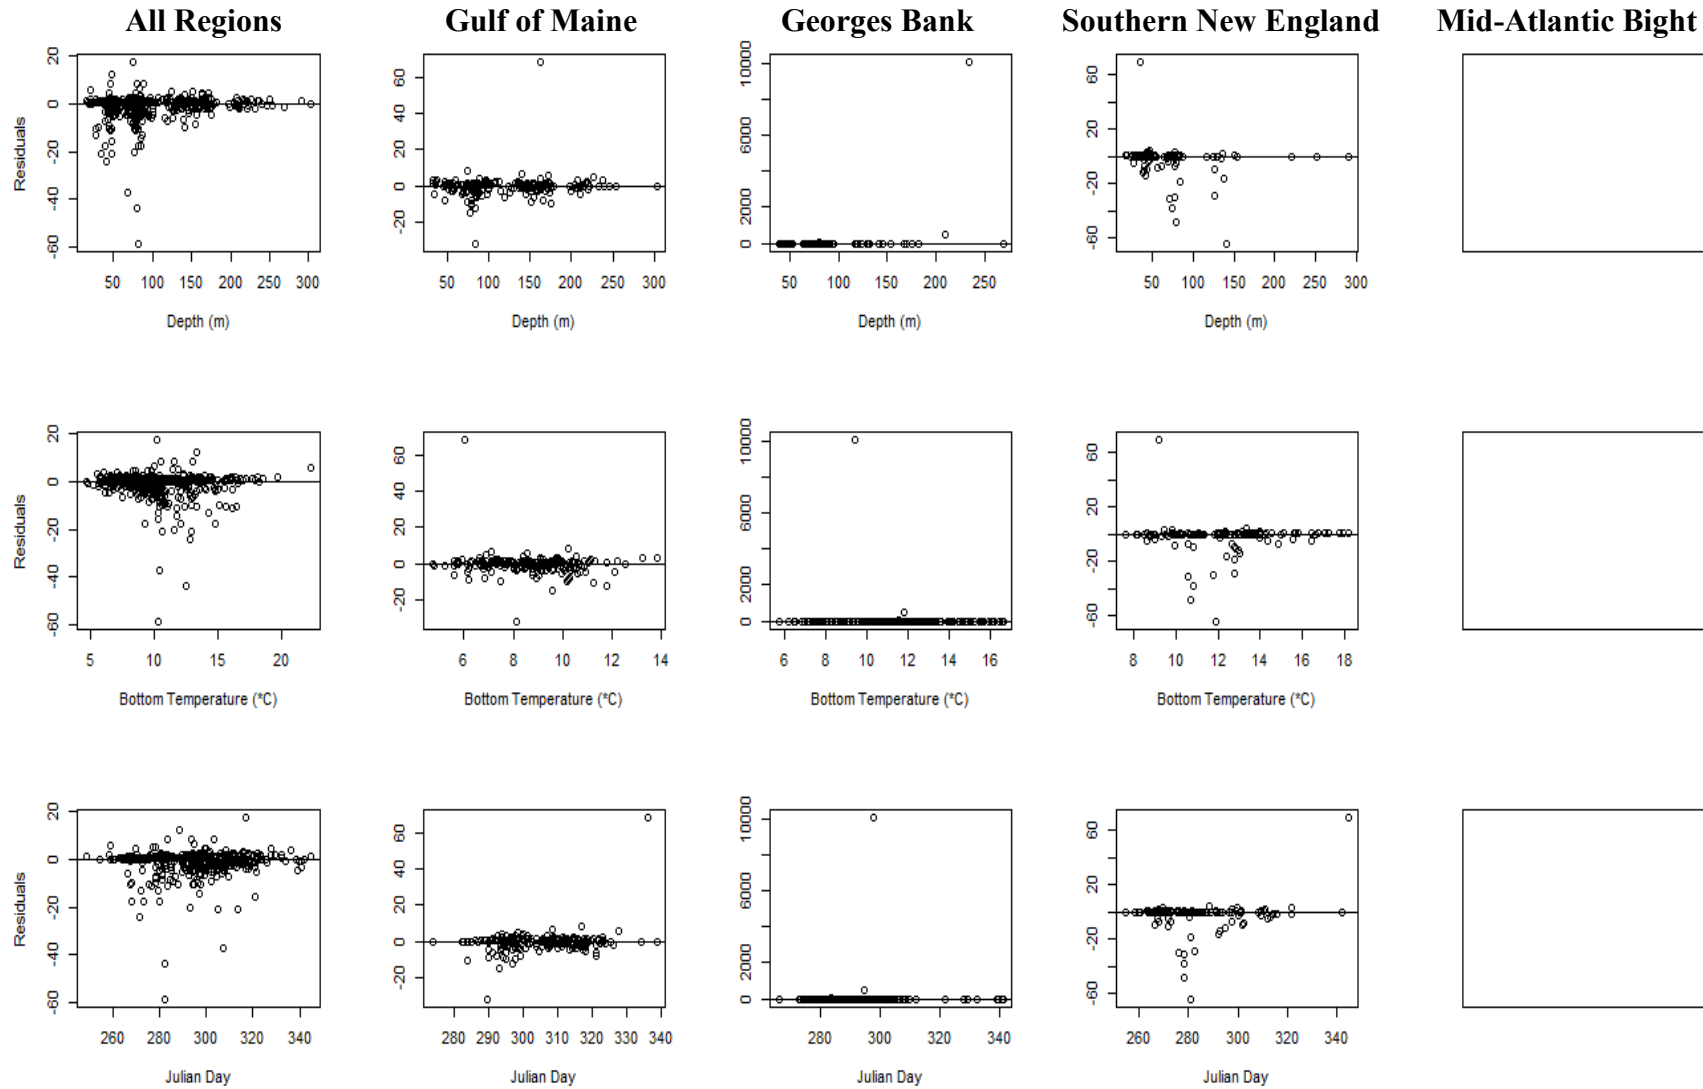 All Regions Gulf of Maine Georges Bank Southern New England Mid-Atlantic Bight
Residuals
20
0
-20
-40
-60
50 100 150 200 250 300
Depth (m)
60
40
20
0
-20
50 100 150 200 250 300
Depth (m)
10000
6000
2000
0
50 100 150 200 250
Depth (m)
60
20
-20
-60
50 100 150 200 250 300
Depth (m)
Residuals
20
0
-20
-40
-60
5 10 15 20
Bottom Temperature (*C)
60
40
20
0
-20
6 8 10 12 14
Bottom Temperature (*C)
10000
6000
2000
0
6 8 10 12 14 16
Bottom Temperature (*C)
60
20
-20
-60
8 10 12 14 16 18
Bottom Temperature (*C)
Residuals
20
0
-20
-40
-60
260 280 300 320 340
Julian Day
60
40
20
0
-20
280 290 300 310 320 330 340
Julian Day
10000
6000
2000
0
280 300 320 340
Julian Day
60
20
-20
-60
260 280 300 320 340
Julian Day